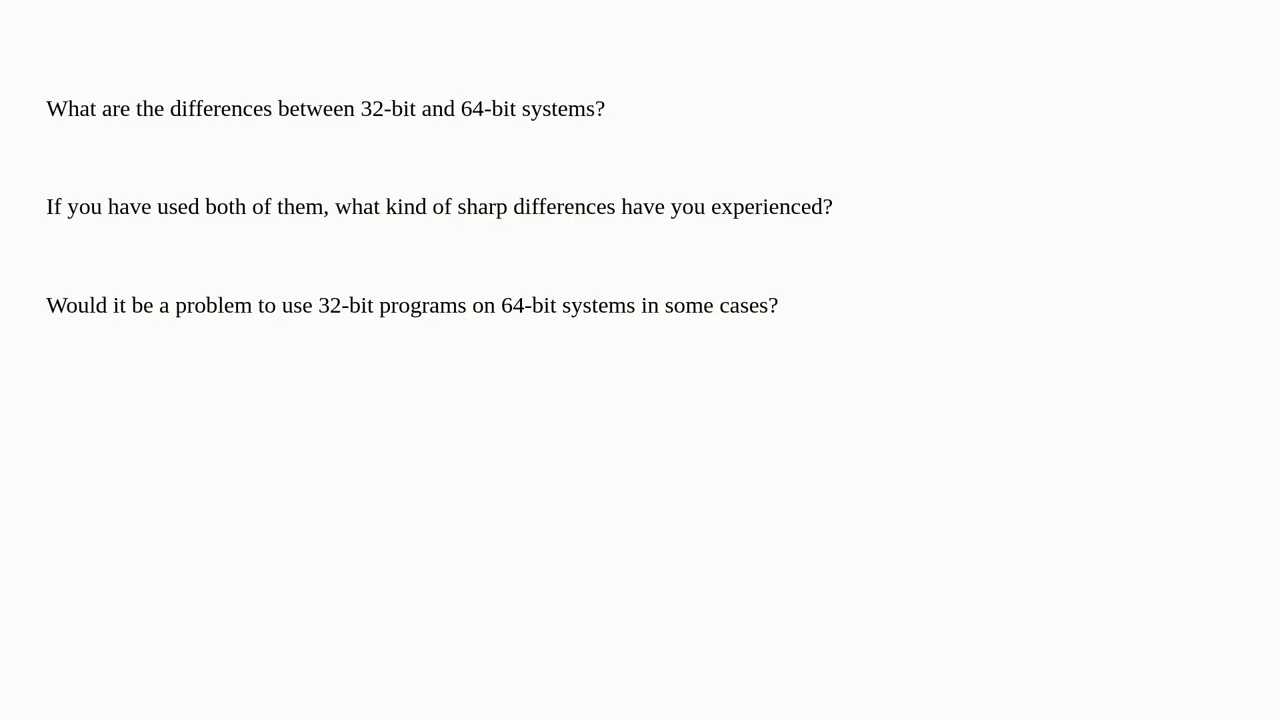 What are the differences between 32-bit and 64-bit systems?
If you have used both of them, what kind of sharp differences have you experienced?
Would it be a problem to use 32-bit programs on 64-bit systems in some cases?